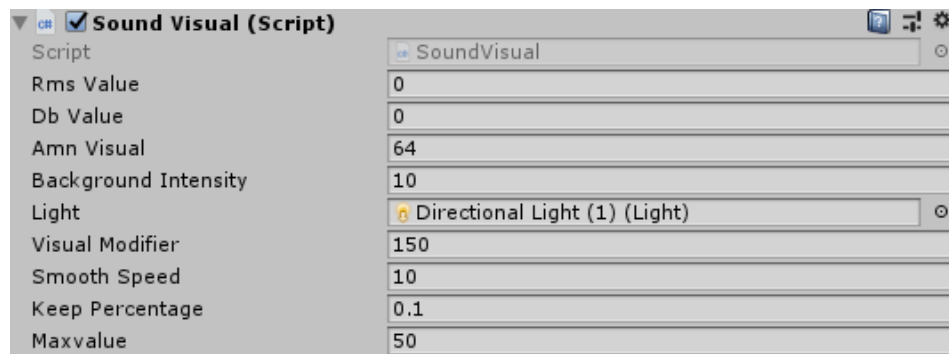 Sound Visual (Script)
Script SoundVisual
Rms Value 0
Db Value 0
Amn Visual 64
Background Intensity 10
Light Directional Light (1) (Light)
Visual Modifier 150
Smooth Speed 10
Keep Percentage 0.1
Maxvalue 50